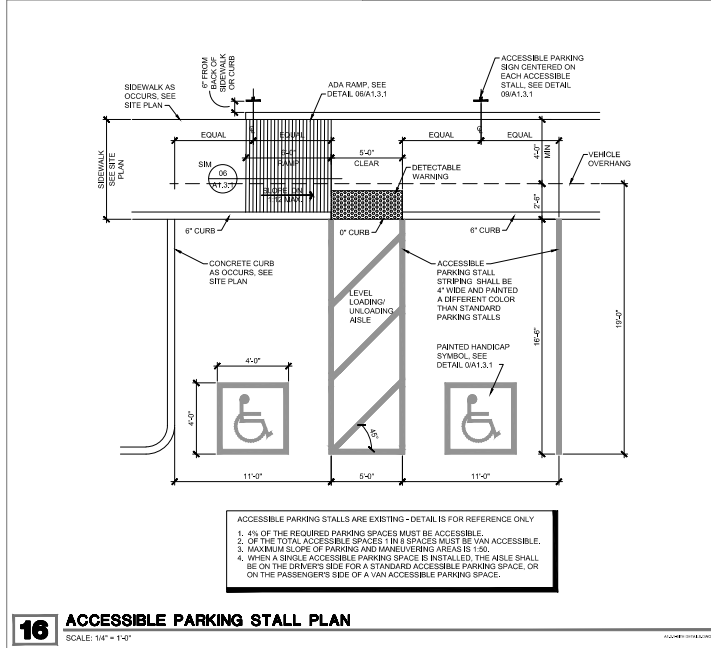 6" FROM
BACK OF
SIDEWALK
OR CURB
SIDEWALK AS
OCCURS, SEE
SITE PLAN
ADA RAMP, SEE
DETAIL 06/A1.3.1
ACCESSIBLE PARKING
SIGN CENTERED ON
EACH ACCESSIBLE
STALL, SEE DETAIL
09/A1.3.1
EQUAL
EQUAL
EQUAL
EQUAL
SIDEWALK
SEE SITE
PLAN
6'-0"
RAMP
5'-0"
CLEAR
4'-0"
MIN
VEHICLE
OVERHANG
SIM
06
A1.3.1
DETECTABLE
WARNING
SLOPE DN
1:12 MAX.
2'-6"
6" CURB
0" CURB
6" CURB
CONCRETE CURB
AS OCCURS, SEE
SITE PLAN
ACCESSIBLE
PARKING STALL
STRIPING SHALL BE
4" WIDE AND PAINTED
A DIFFERENT COLOR
THAN STANDARD
PARKING STALLS
LEVEL
LOADING/
UNLOADING
AISLE
16'-6"
19'-0"
PAINTED HANDICAP
SYMBOL, SEE
DETAIL 0/A1.3.1
4'-0"
4'-0"
45°
11'-0"
5'-0"
11'-0"
ACCESSIBLE PARKING STALLS ARE EXISTING - DETAIL IS FOR REFERENCE ONLY
1. 4% OF THE REQUIRED PARKING SPACES MUST BE ACCESSIBLE.
2. OF THE TOTAL ACCESSIBLE SPACES 1 IN 8 SPACES MUST BE VAN ACCESSIBLE.
3. MAXIMUM SLOPE OF PARKING AND MANEUVERING AREAS IS 1:50.
4. WHEN A SINGLE ACCESSIBLE PARKING SPACE IS INSTALLED, THE AISLE SHALL
BE ON THE DRIVER'S SIDE FOR A STANDARD ACCESSIBLE PARKING SPACE, OR
ON THE PASSENGER'S SIDE OF A VAN ACCESSIBLE PARKING SPACE.
16 ACCESSIBLE PARKING STALL PLAN
SCALE: 1/4" = 1'-0"